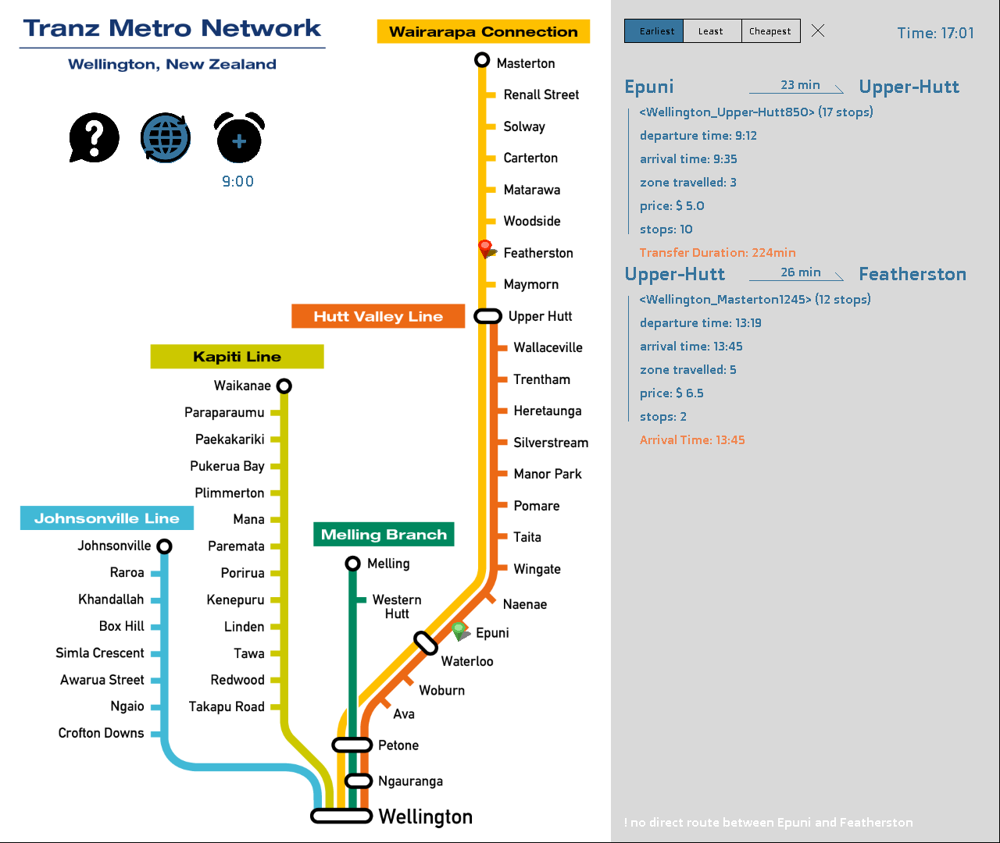 Tranz Metro Network
Wellington, New Zealand
9:00
Wairarapa Connection
Masterton
Renall Street
Solway
Carterton
Matarawa
Woodside
Featherston
Maymorn
Upper Hutt
Hutt Valley Line
Wallaceville
Trentham
Heretaunga
Silverstream
Manor Park
Pomare
Taita
Wingate
Naenae
Epuni
Waterloo
Woburn
Ava
Petone
Ngauranga
Wellington
Kapiti Line
Waikanae
Paraparaumu
Paekakariki
Pukerua Bay
Plimmerton
Mana
Paremata
Porirua
Kenepuru
Linden
Tawa
Redwood
Takapu Road
Johnsonville Line
Johnsonville
Raroa
Khandallah
Box Hill
Simla Crescent
Awarua Street
Ngaio
Crofton Downs
Melling Branch
Melling
Western
Hutt
Earliest Least Cheapest
Time: 17:01
Epuni 23 min Upper-Hutt
<Wellington_Upper-Hutt850> (17 stops)
departure time: 9:12
arrival time: 9:35
zone travelled: 3
price: $ 5.0
stops: 10
Transfer Duration: 224min
Upper-Hutt 26 min Featherston
<Wellington_Masterton1245> (12 stops)
departure time: 13:19
arrival time: 13:45
zone travelled: 5
price: $ 6.5
stops: 2
Arrival Time: 13:45
! no direct route between Epuni and Featherston